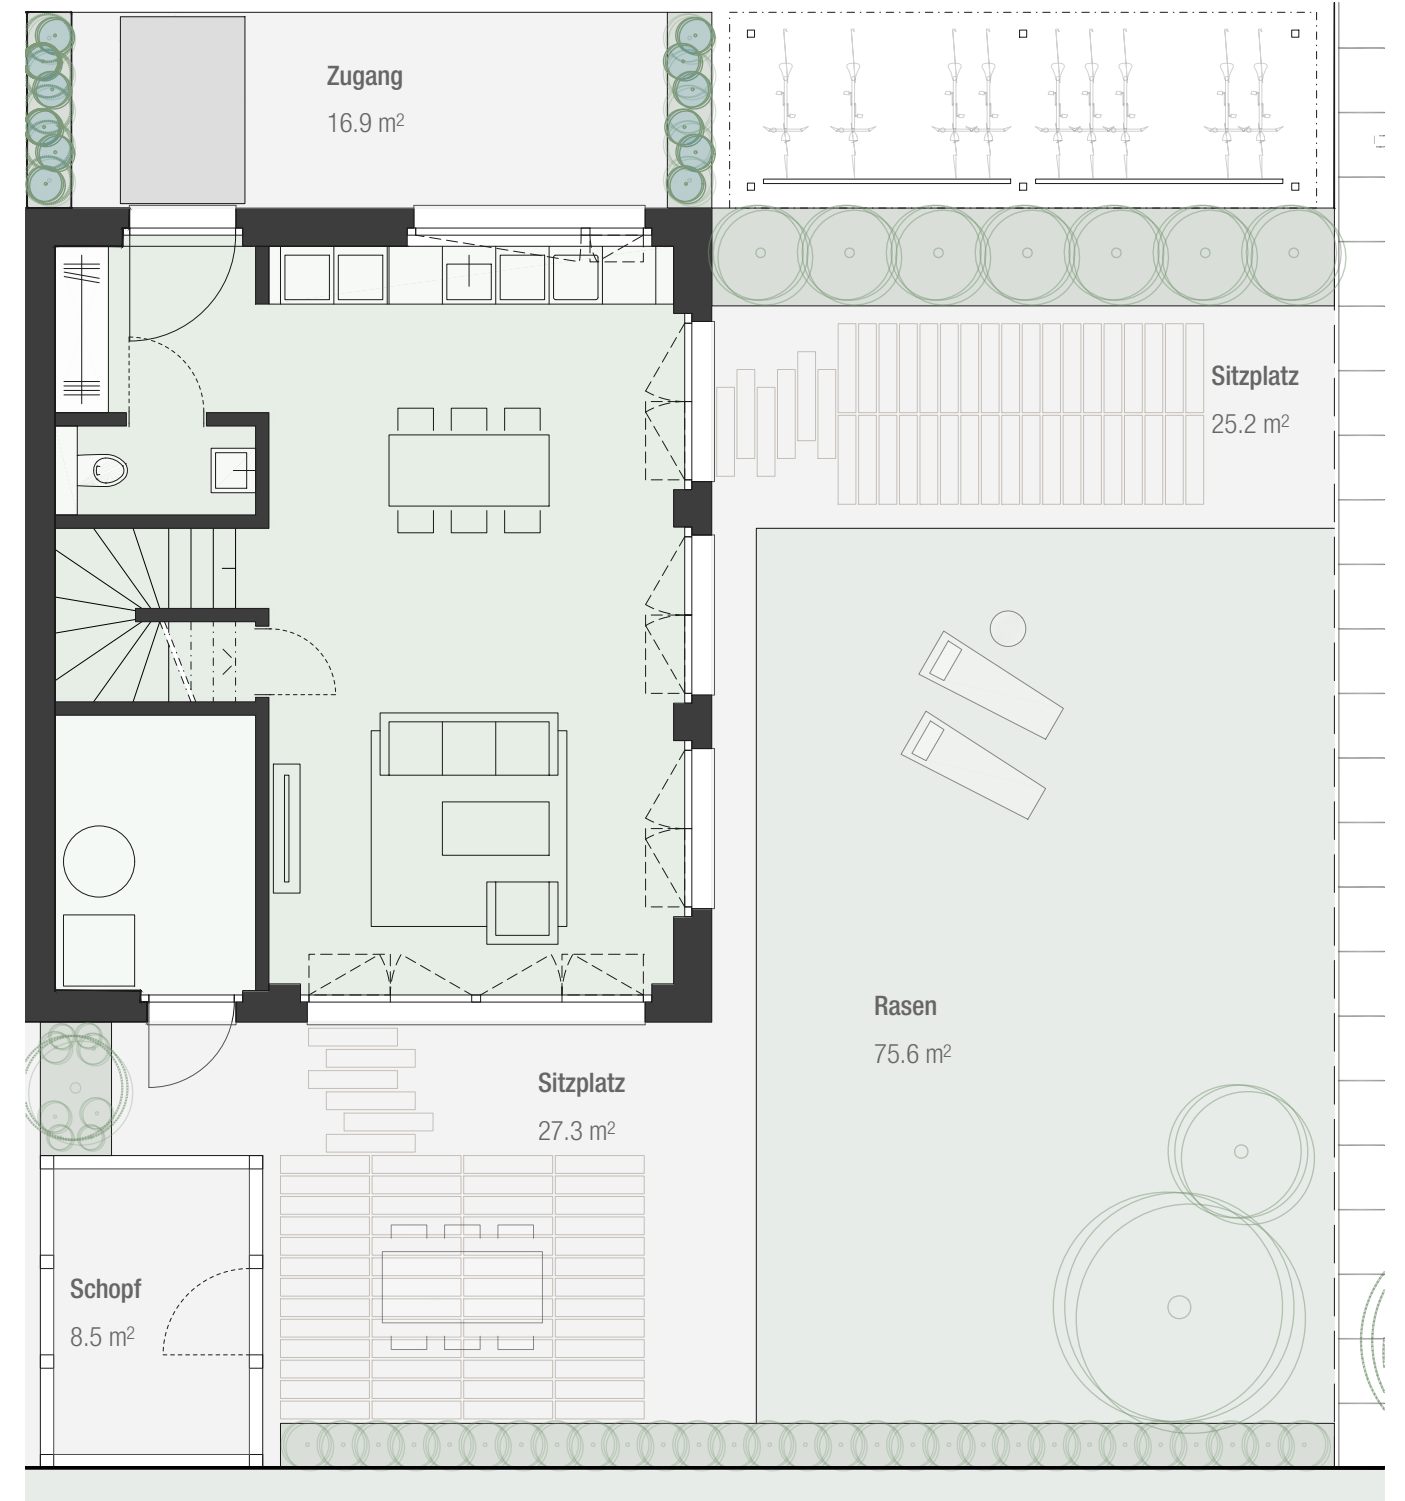 Zugang
16.9 m²
Sitzplatz
25.2 m²
Rasen
75.6 m²
Sitzplatz
27.3 m²
Schopf
8.5 m²